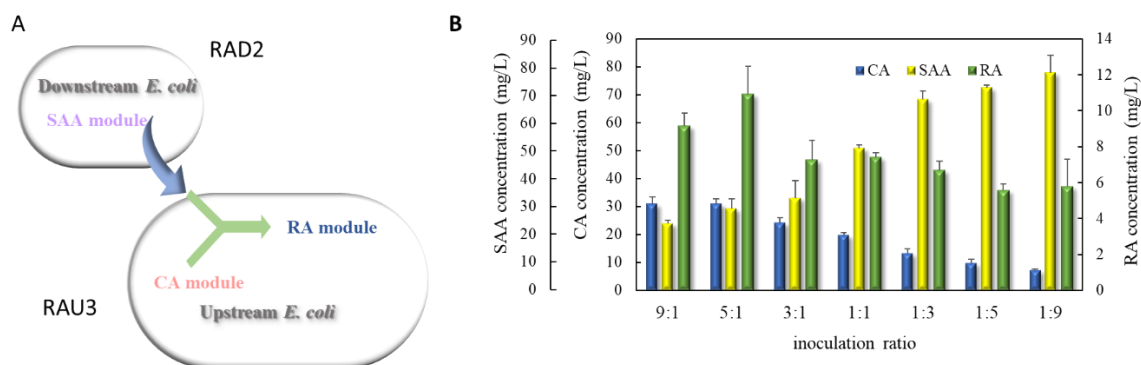 A
RAD2
Downstream E. coli
SAA module
RA module
CA module
RAU3
Upstream E. coli
B
SAA concentration (mg/L)
90
80
70
60
50
40
30
20
10
0
CA concentration (mg/L)
90
80
70
60
50
40
30
20
10
0
CA SAA RA
14
12
10
8
6
4
2
0
RA concentration (mg/L)
9:1 5:1 3:1 1:1 1:3 1:5 1:9
inoculation ratio